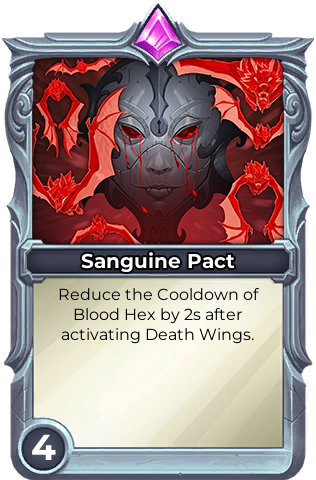 Sanguine Pact
Reduce the Cooldown of
Blood Hex by 2s after
activating Death Wings.
4